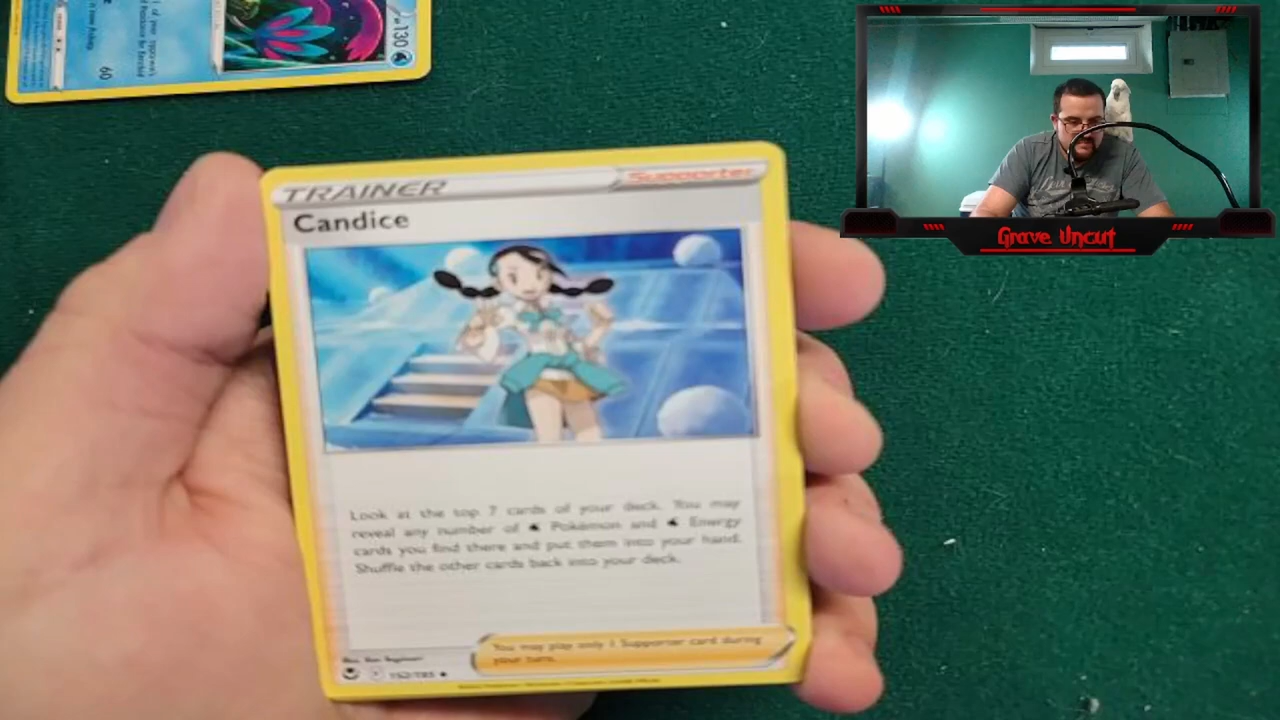 130
60
TRAINER
Supporter
Candice
Look at the top 7 cards of your deck. You may
reveal any number of Pokémon and Energy
cards you find there and put them into your hand.
Shuffle the other cards back into your deck.
You may play only 1 Supporter card during
your turn.
Grave Uncut